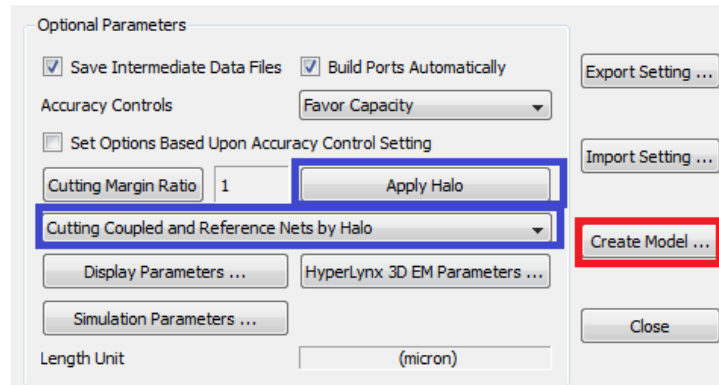 Optional Parameters
Save Intermediate Data Files
Build Ports Automatically
Export Setting ...
Accuracy Controls
Favor Capacity
Set Options Based Upon Accuracy Control Setting
Import Setting ...
Cutting Margin Ratio
1
Apply Halo
Cutting Coupled and Reference Nets by Halo
Create Model ...
Display Parameters ...
HyperLynx 3D EM Parameters ...
Simulation Parameters ...
Close
Length Unit
(micron)